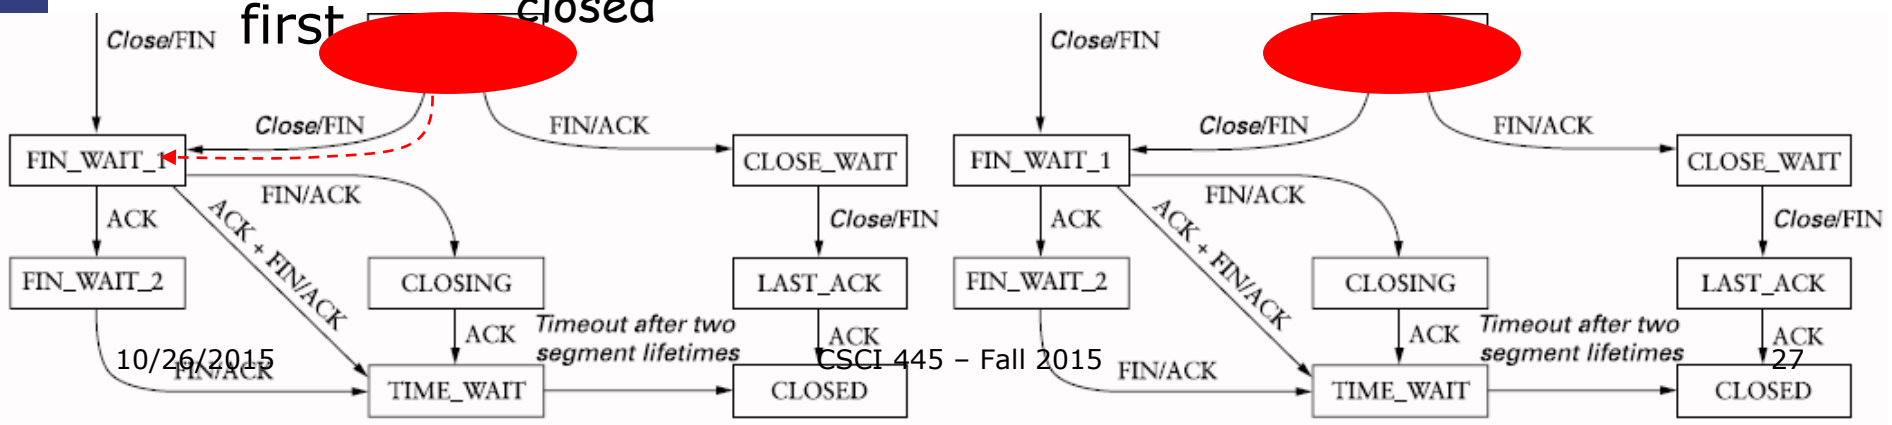 first
closed
Close/FIN
Close/FIN
FIN/ACK
FIN_WAIT_1
CLOSE_WAIT
FIN/ACK
ACK
ACK + FIN/ACK
Close/FIN
FIN_WAIT_2
CLOSING
LAST_ACK
ACK
Timeout after two
segment lifetimes
ACK
FIN/ACK
TIME_WAIT
CLOSED
Close/FIN
Close/FIN
FIN/ACK
FIN_WAIT_1
CLOSE_WAIT
FIN/ACK
ACK
ACK + FIN/ACK
Close/FIN
FIN_WAIT_2
CLOSING
LAST_ACK
ACK
Timeout after two
segment lifetimes
ACK
FIN/ACK
TIME_WAIT
CLOSED
10/26/2015
CSCI 445 – Fall 2015
27